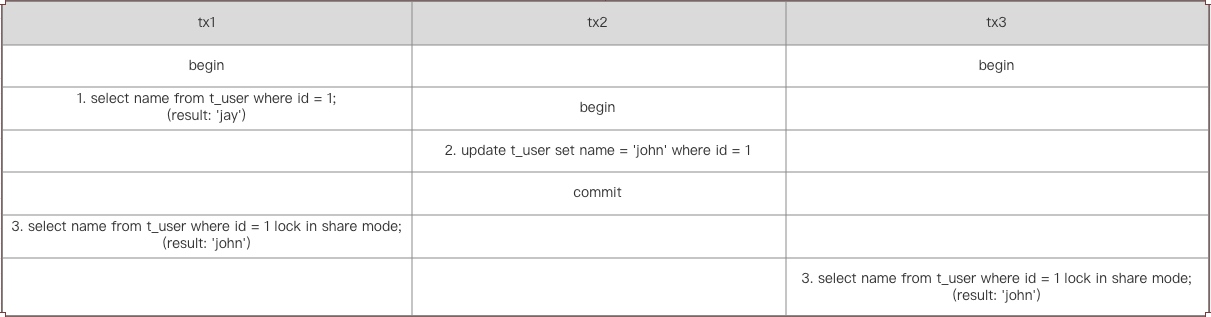 tx1
tx2
tx3
begin
begin
1. select name from t_user where id = 1;
(result: 'jay')
begin
2. update t_user set name = 'john' where id = 1
commit
3. select name from t_user where id = 1 lock in share mode;
(result: 'john')
3. select name from t_user where id = 1 lock in share mode;
(result: 'john')